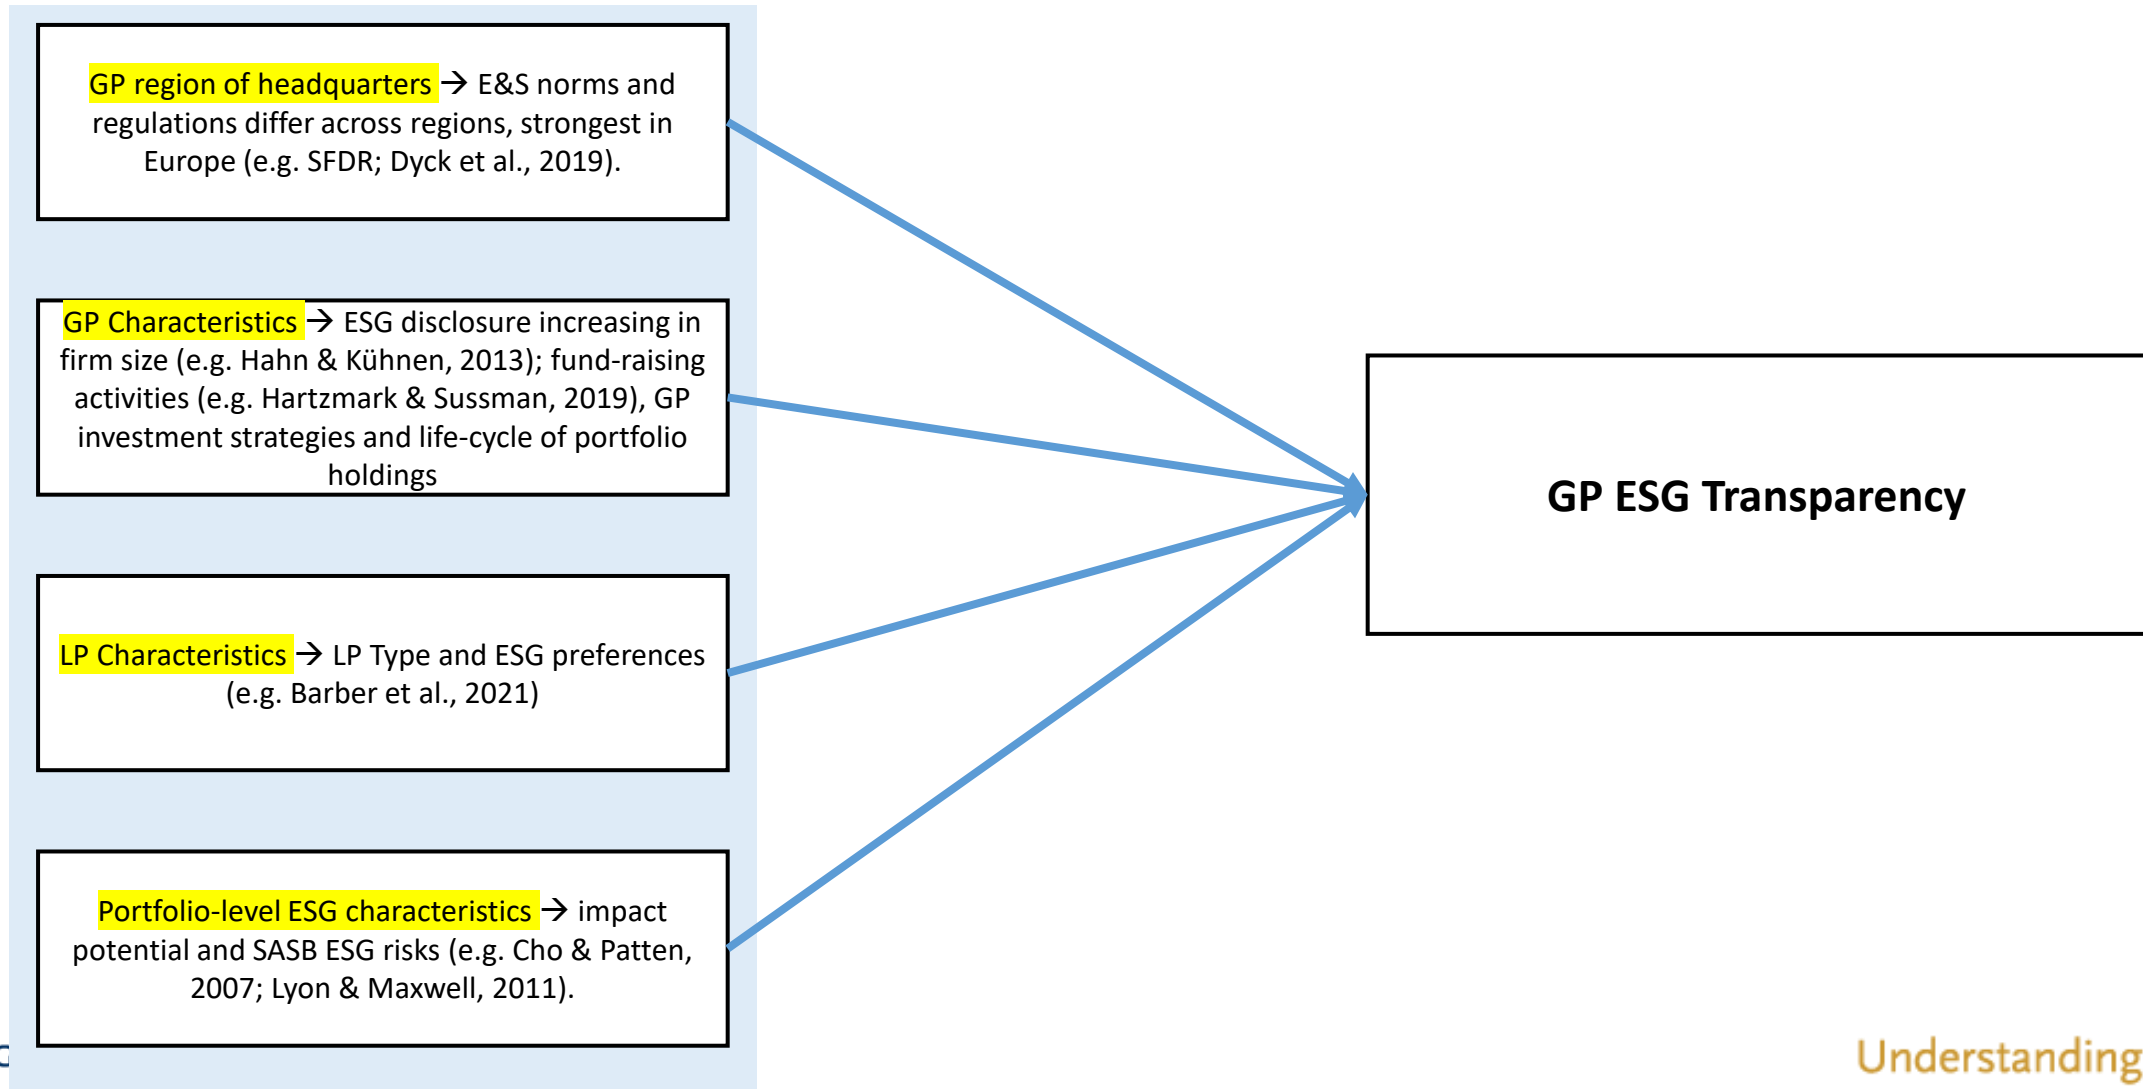 GP region of headquarters → E&S norms and
regulations differ across regions, strongest in
Europe (e.g. SFDR; Dyck et al., 2019).
GP Characteristics → ESG disclosure increasing in
firm size (e.g. Hahn & Kühnen, 2013); fund-raising
activities (e.g. Hartzmark & Sussman, 2019), GP
investment strategies and life-cycle of portfolio
holdings
LP Characteristics → LP Type and ESG preferences
(e.g. Barber et al., 2021)
Portfolio-level ESG characteristics → impact
potential and SASB ESG risks (e.g. Cho & Patten,
2007; Lyon & Maxwell, 2011).
GP ESG Transparency
Understanding